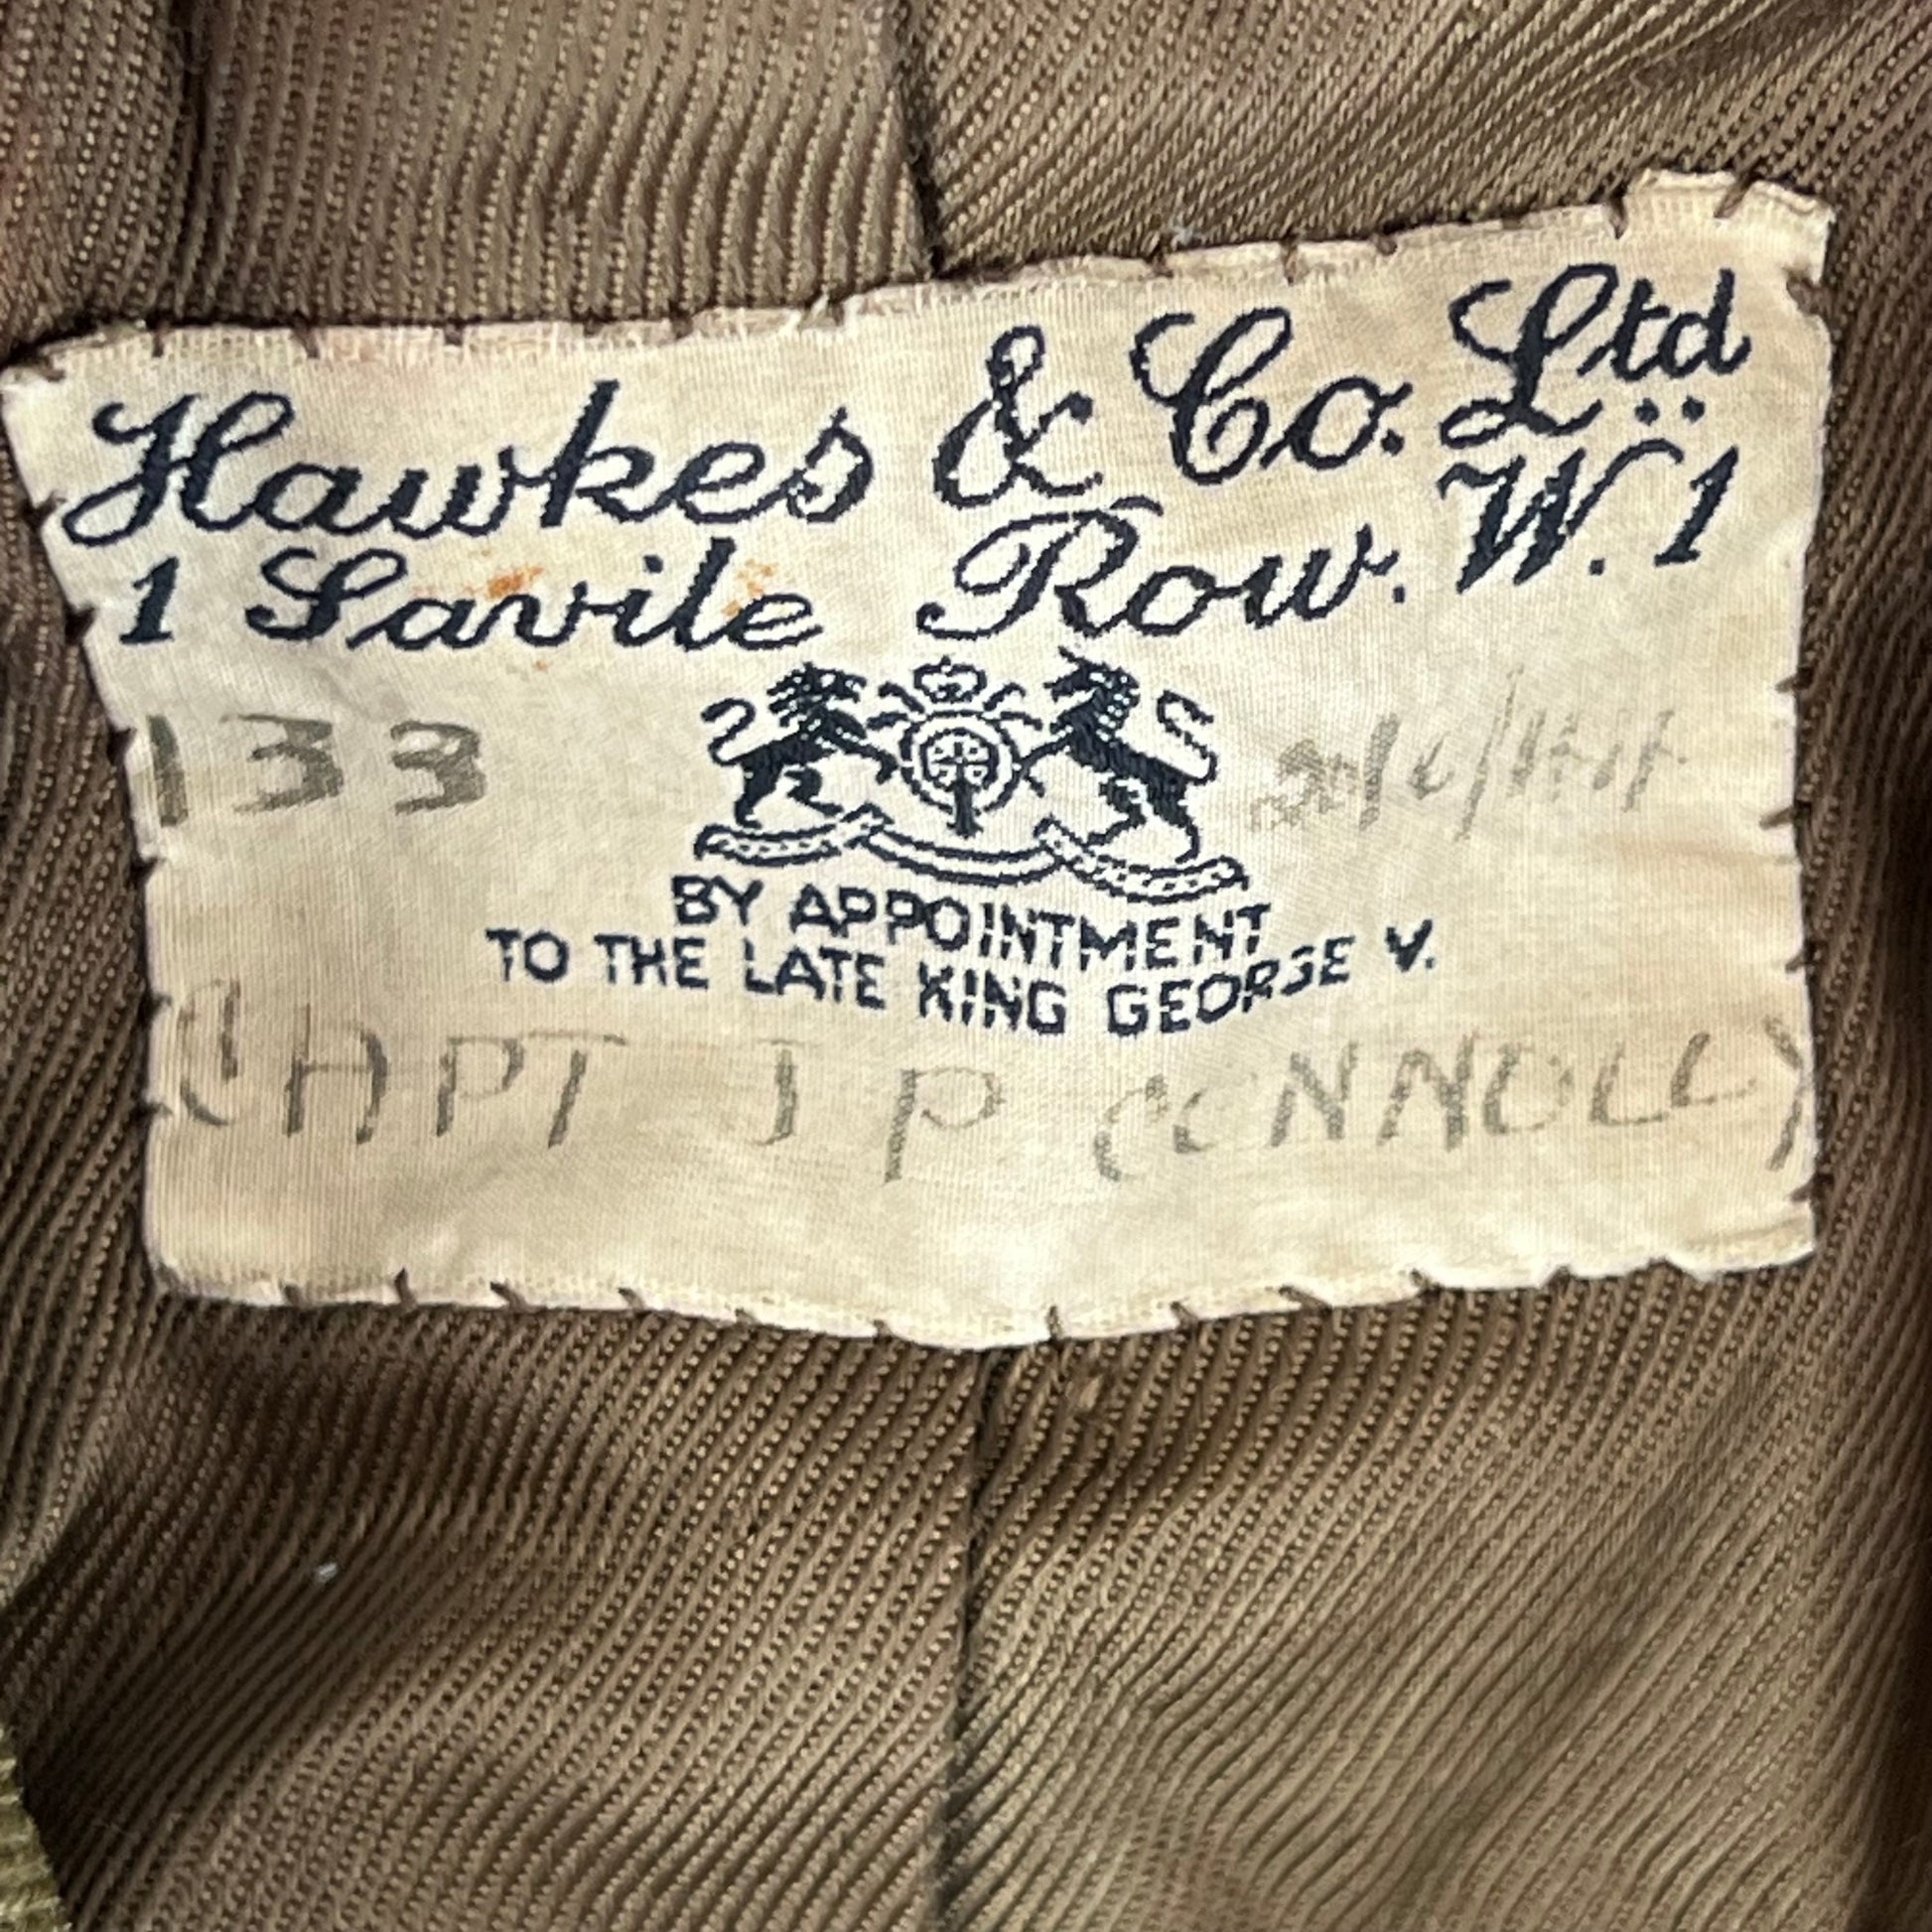 Hawkes & Co. Ltd
1 Savile Row. W.1
133
BY APPOINTMENT
TO THE LATE KING GEORGE V.
CAPT J P CONNOLLY